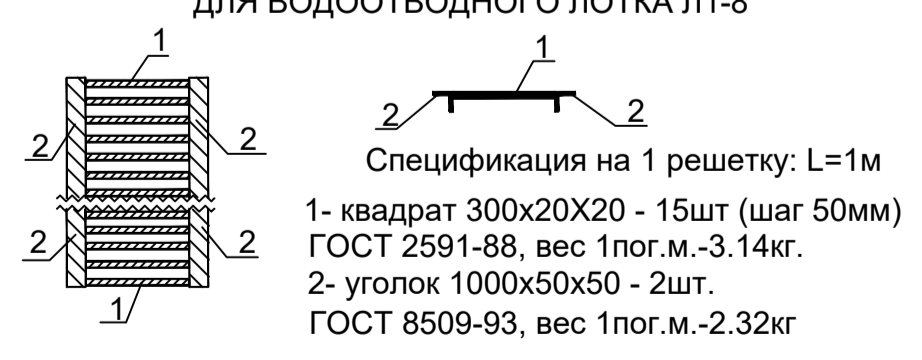 ДЛЯ ВОДООТВОДНОГО ЛОТКА Л1-8
1
1
2
2
2
2
2
2
1
Спецификация на 1 решетку: L=1м
1- квадрат 300х20Х20 - 15шт (шаг 50мм)
ГОСТ 2591-88, вес 1пог.м.-3.14кг.
2- уголок 1000х50х50 - 2шт.
ГОСТ 8509-93, вес 1пог.м.-2.32кг